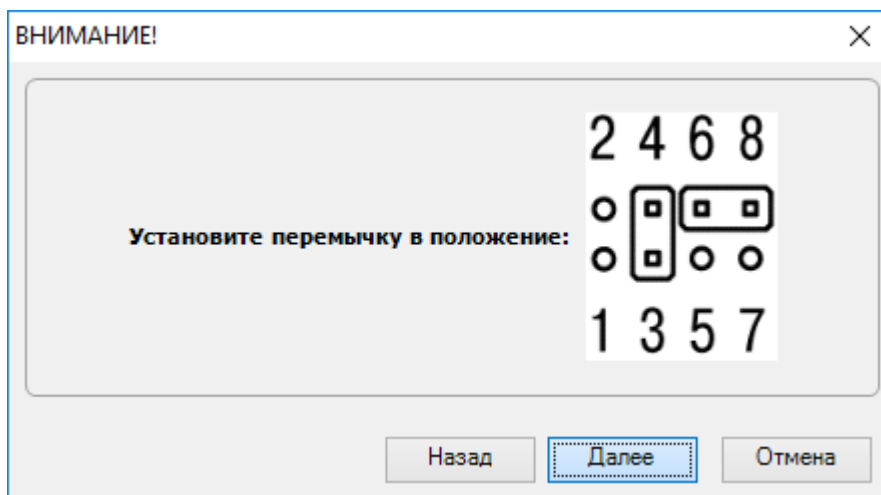 ВНИМАНИЕ!
2 4 6 8
Установите перемычку в положение:
1 3 5 7
Назад
Далее
Отмена